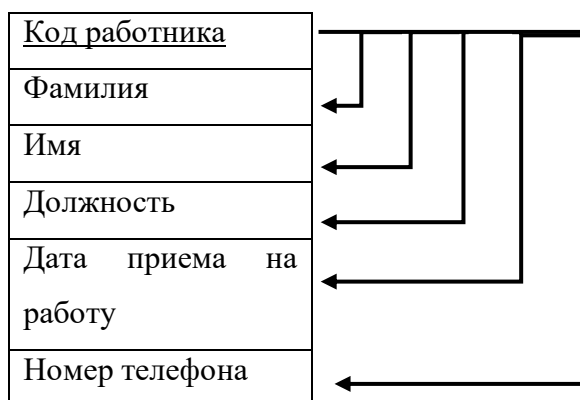 Код работника
Фамилия
Имя
Должность
Дата приема на
работу
Номер телефона